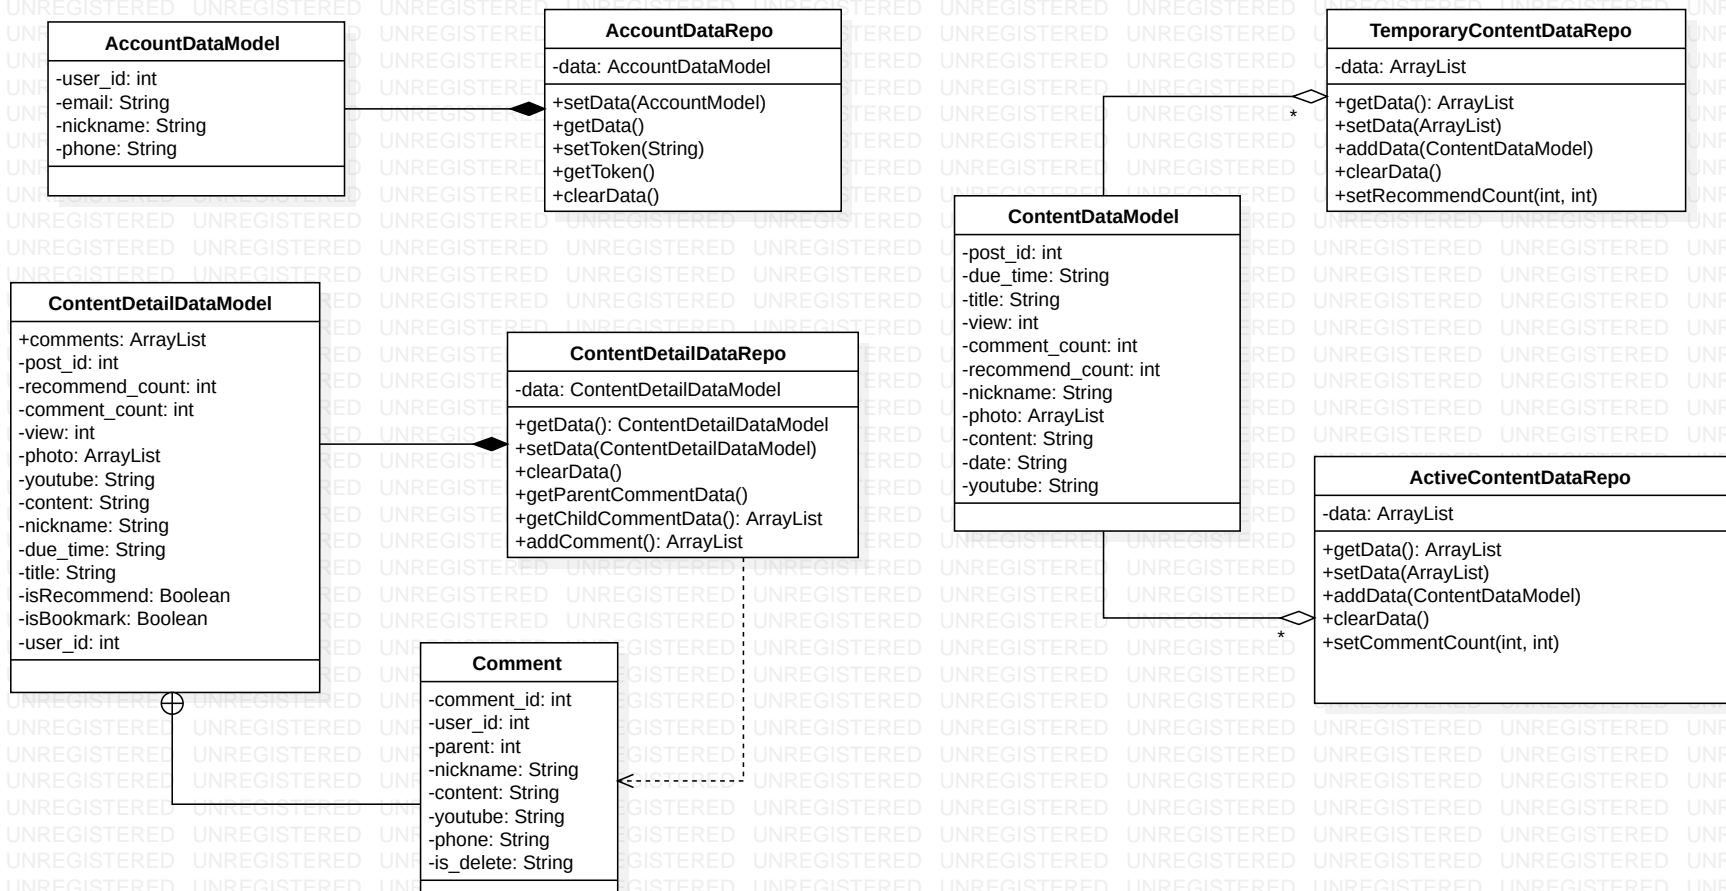 AccountDataModel
-user_id: int
-email: String
-nickname: String
-phone: String
AccountDataRepo
-data: AccountDataModel
+setData(AccountModel)
+getData()
+setToken(String)
+getToken()
+clearData()
TemporaryContentDataRepo
-data: ArrayList
+getData(): ArrayList
+setData(ArrayList)
+addData(ContentDataModel)
+clearData()
+setRecommendCount(int, int)
*
ContentDataModel
-post_id: int
-due_time: String
-title: String
-view: int
-comment_count: int
-recommend_count: int
-nickname: String
-photo: ArrayList
-content: String
-date: String
-youtube: String
ContentDetailDataModel
+comments: ArrayList
-post_id: int
-recommend_count: int
-comment_count: int
-view: int
-photo: ArrayList
-youtube: String
-content: String
-nickname: String
-due_time: String
-title: String
-isRecommend: Boolean
-isBookmark: Boolean
-user_id: int
ContentDetailDataRepo
-data: ContentDetailDataModel
+getData(): ContentDetailDataModel
+setData(ContentDetailDataModel)
+clearData()
+getParentCommentData()
+getChildCommentData(): ArrayList
+addComment(): ArrayList
ActiveContentDataRepo
-data: ArrayList
+getData(): ArrayList
+setData(ArrayList)
+addData(ContentDataModel)
+clearData()
+setCommentCount(int, int)
*
Comment
-comment_id: int
-user_id: int
-parent: int
-nickname: String
-content: String
-youtube: String
-phone: String
-is_delete: String
UNREGISTERED